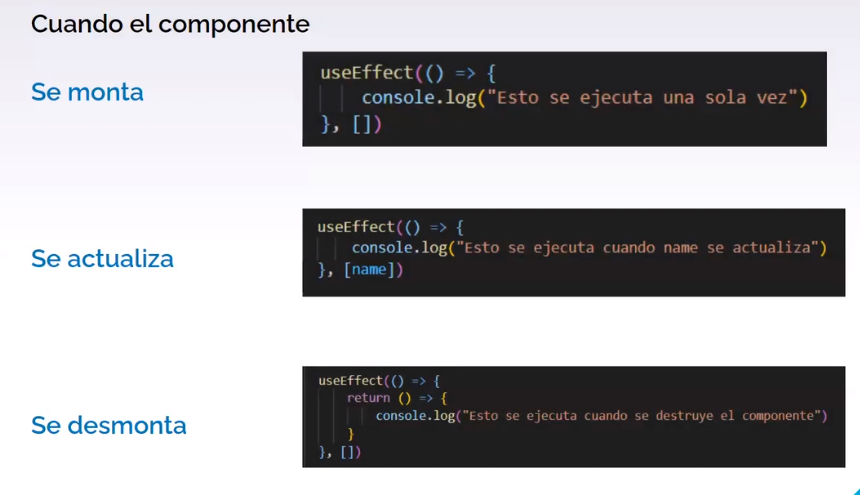 Cuando el componente
Se monta
useEffect(() => {
console.log("Esto se ejecuta una sola vez")
}, [])
Se actualiza
useEffect(() => {
console.log("Esto se ejecuta cuando name se actualiza")
}, [name])
Se desmonta
useEffect(() => {
return () => {
console.log("Esto se ejecuta cuando se destruye el componente")
}
}, [])